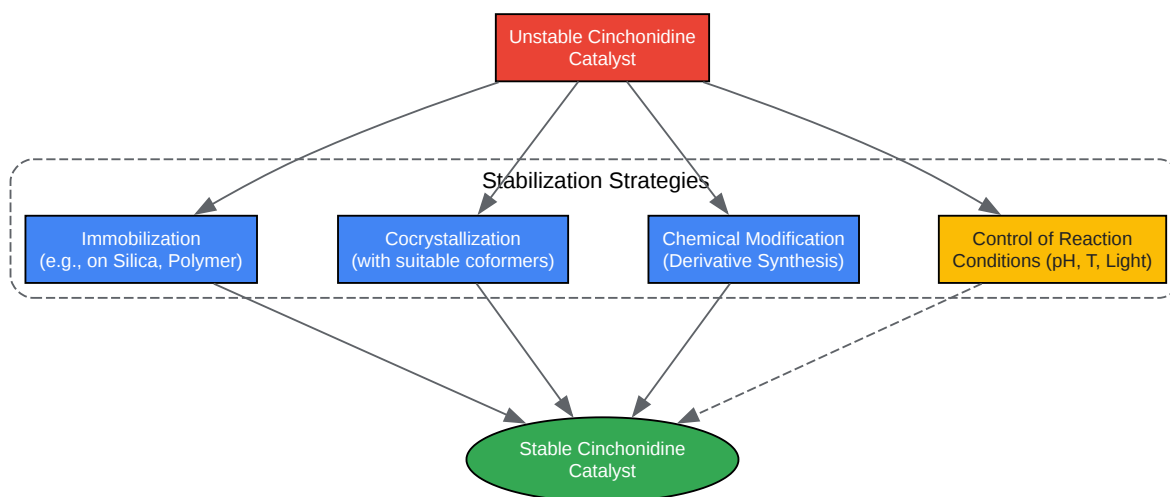 Unstable Cinchonidine
Catalyst
Stabilization Strategies
Immobilization
(e.g., on Silica, Polymer)
Cocrystallization
(with suitable coformers)
Chemical Modification
(Derivative Synthesis)
Control of Reaction
Conditions (pH, T, Light)
Stable Cinchonidine
Catalyst